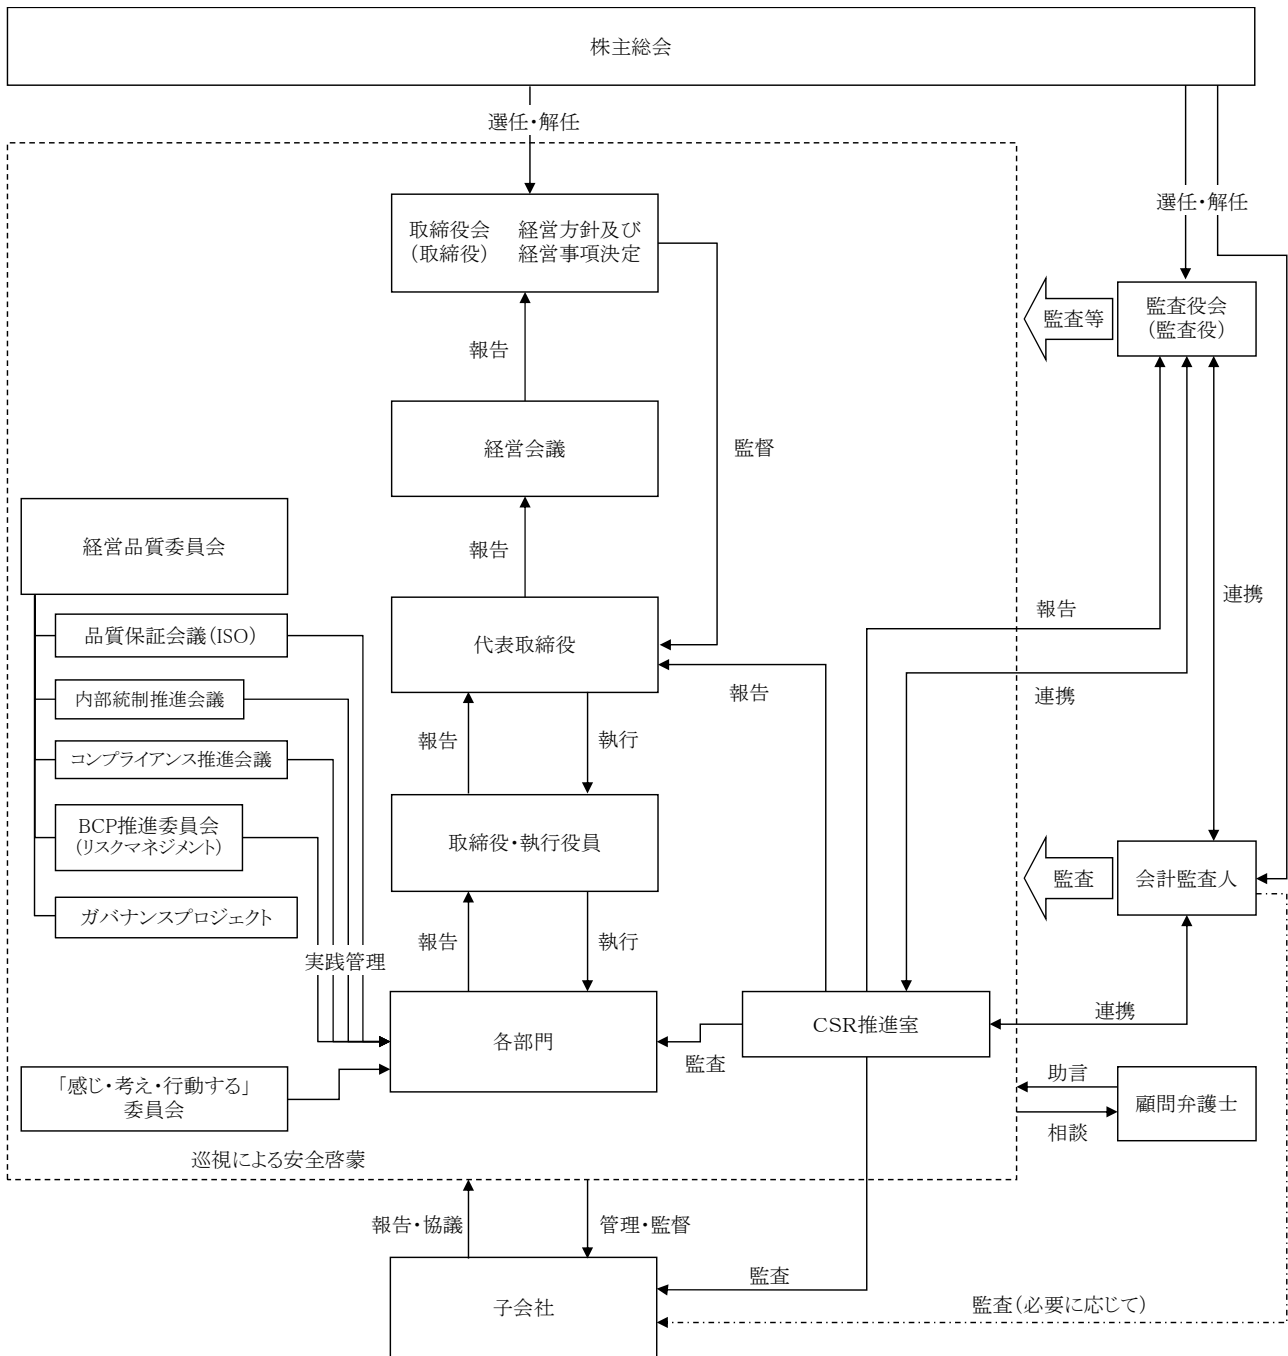 株主総会
選任・解任
選任・解任
取締役会 経営方針及び
(取締役) 経営事項決定
監査等
監査役会
(監査役)
報告
経営会議
監督
経営品質委員会
報告
連携
報告
品質保証会議(ISO)
代表取締役
報告
連携
内部統制推進会議
報告
執行
コンプライアンス推進会議
BCP推進委員会
(リスクマネジメント)
取締役・執行役員
監査
会計監査人
ガバナンスプロジェクト
報告
執行
実践管理
各部門
CSR推進室
連携
監査
「感じ・考え・行動する」
委員会
助言
顧問弁護士
相談
巡視による安全啓蒙
報告・協議
管理・監督
監査
子会社
監査(必要に応じて)